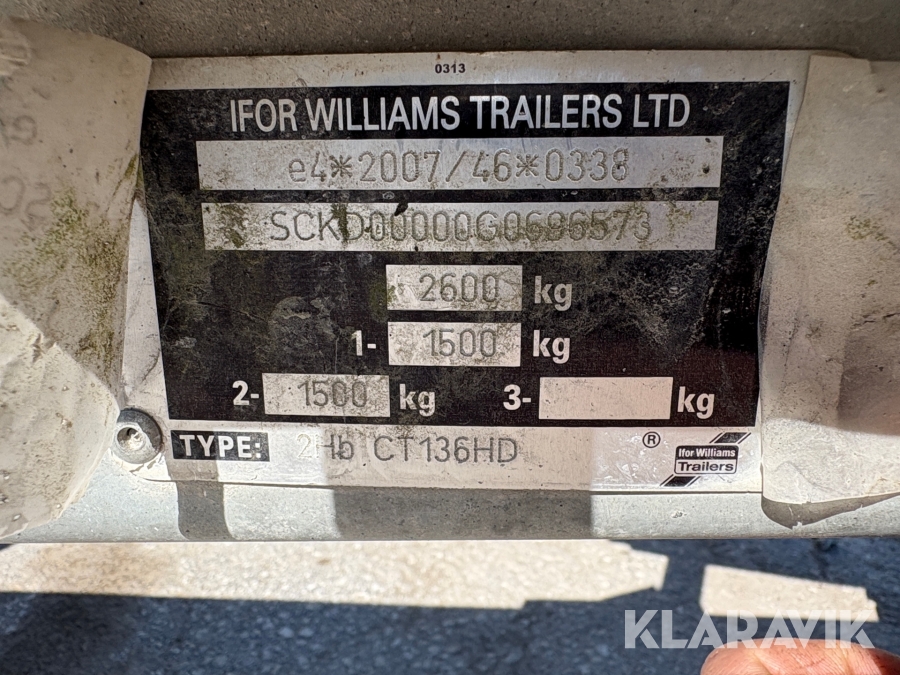 0313
IFOR WILLIAMS TRAILERS LTD
e4*2007/46*0338
SCKD00000G0686573
2600 kg
1- 1500 kg
2- 1500 kg 3- kg
TYPE: 2Hb CT136HD ®
Ifor Williams
Trailers
KLARAVIK